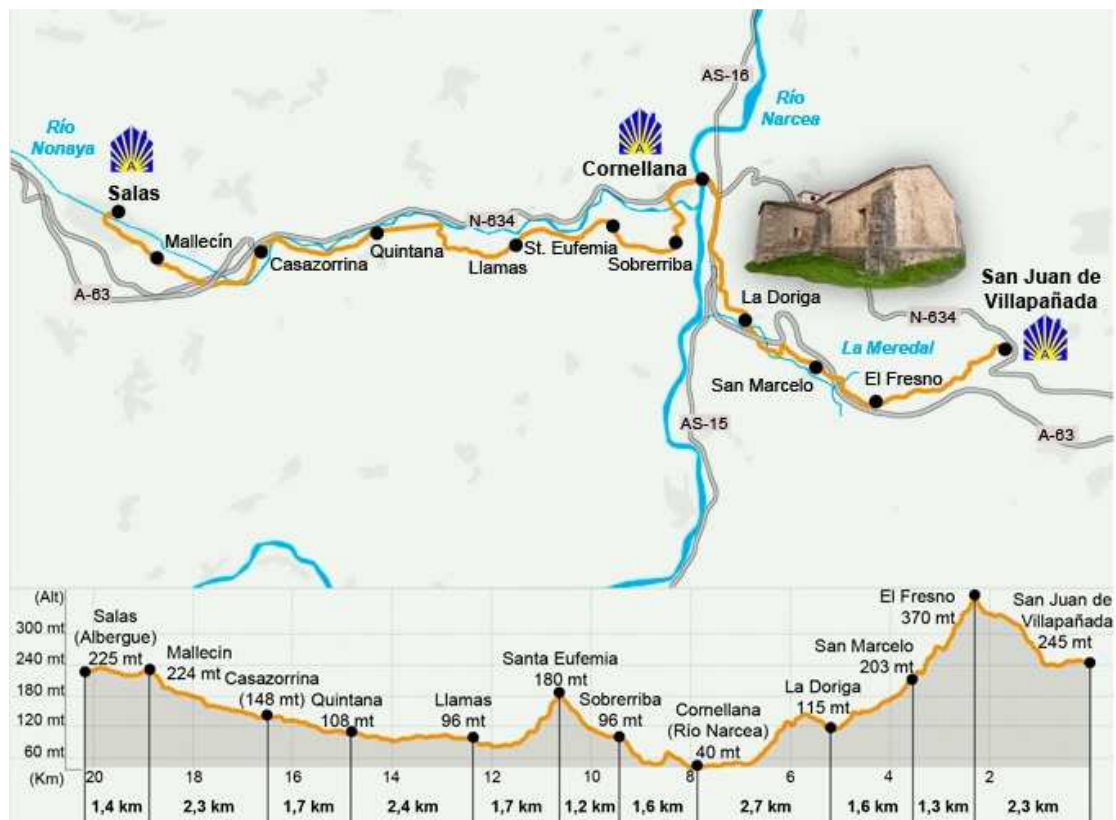 AS-16
Río
Nonaya
Río
Narcea
A
Salas
A
Cornellana
Mallecín
N-634
Casazorrina
Quintana
Llamas
St. Eufemia
Sobrerriba
A-63
La Doriga
San Juan de
Villapañada
N-634
A
La Meredal
San Marcelo
El Fresno
AS-15
A-63
(Alt)
300 mt
240 mt
180 mt
120 mt
60 mt
(Km)
Salas
(Albergue)
225 mt
Mallecín
224 mt
Casazorrina
(148 mt)
Quintana
108 mt
Llamas
96 mt
Santa Eufemia
180 mt
Sobrerriba
96 mt
Cornellana
(Río Narcea)
40 mt
La Doriga
115 mt
San Marcelo
203 mt
El Fresno
370 mt
San Juan de
Villapañada
245 mt
20 18 16 14 12 10 8 6 4 2
1,4 km 2,3 km 1,7 km 2,4 km 1,7 km 1,2 km 1,6 km 2,7 km 1,6 km 1,3 km 2,3 km